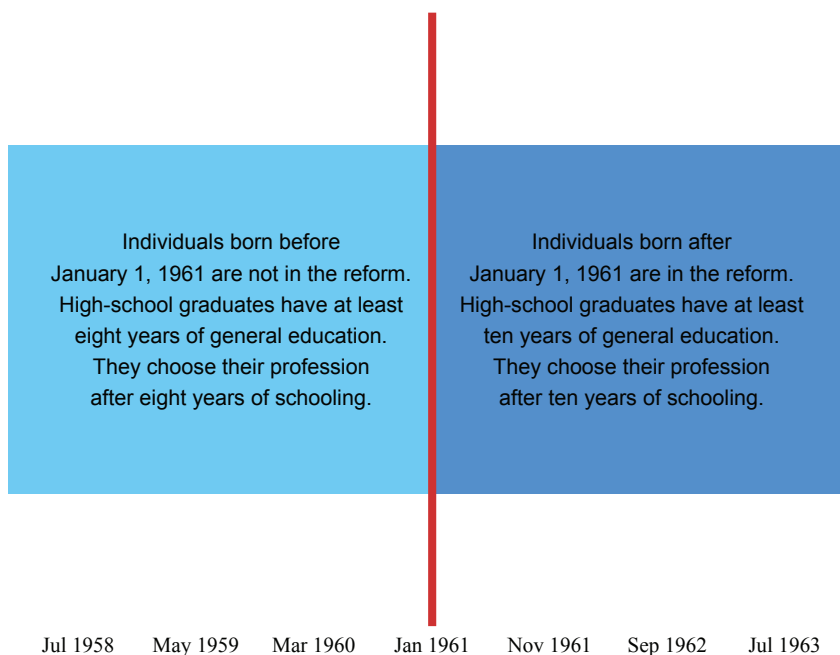 Individuals born before
January 1, 1961 are not in the reform.
High-school graduates have at least
eight years of general education.
They choose their profession
after eight years of schooling.
Individuals born after
January 1, 1961 are in the reform.
High-school graduates have at least
ten years of general education.
They choose their profession
after ten years of schooling.
Jul 1958 May 1959 Mar 1960 Jan 1961 Nov 1961 Sep 1962 Jul 1963